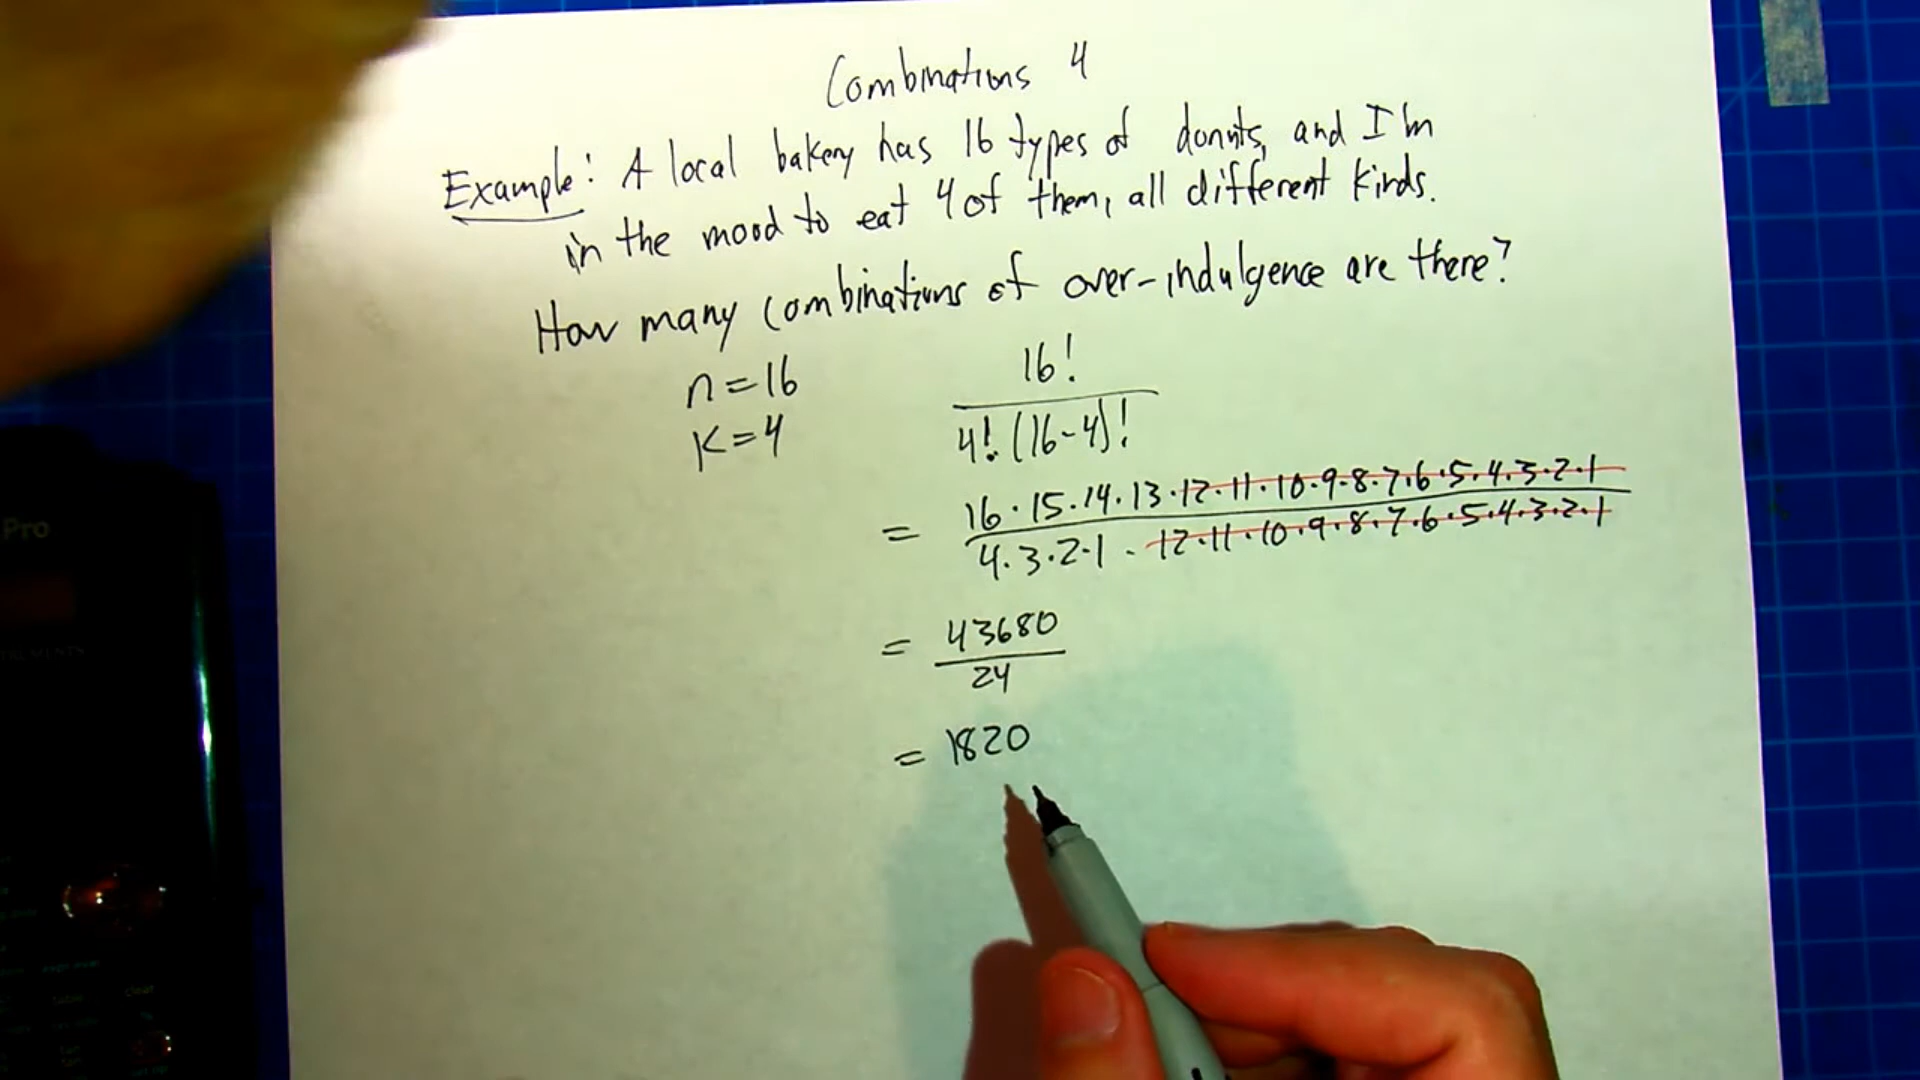 Combinations 4
Example: A local bakery has 16 types of donuts, and I'm
in the mood to eat 4 of them, all different kinds.
How many combinations of over-indulgence are there?
n=16
K=4
16!
4!·(16-4)!
= 16·15·14·13·12·11·10·9·8·7·6·5·4·3·2·1
4·3·2·1·12·11·10·9·8·7·6·5·4·3·2·1
= 43680
24
= 1820
Pro
clear